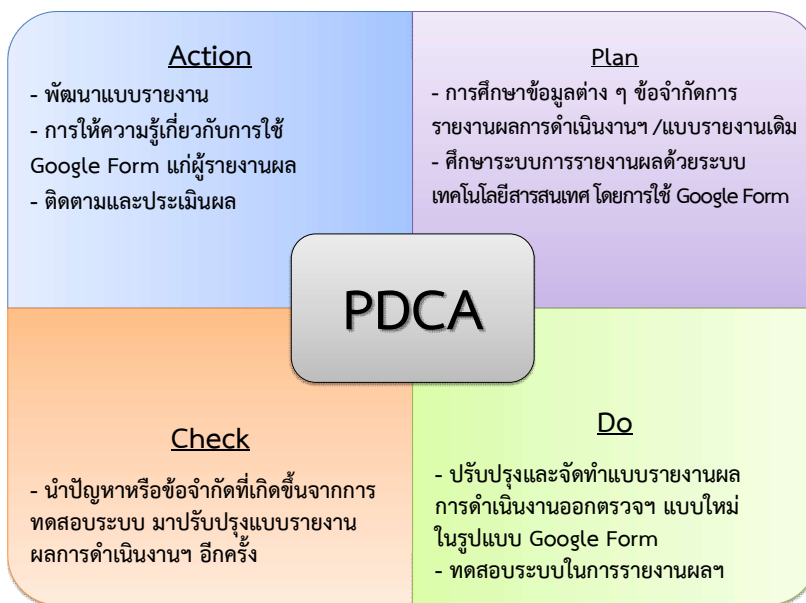 Action
- พัฒนาแบบรายงาน
- การให้ความรู้เกี่ยวกับการใช้
Google Form แก่ผู้รายงานผล
- ติดตามและประเมินผล
Plan
- การศึกษาข้อมูลต่าง ๆ ข้อจำกัดการ
รายงานผลการดำเนินงานฯ /แบบรายงานเดิม
- ศึกษาระบบการรายงานผลด้วยระบบ
เทคโนโลยีสารสนเทศ โดยการใช้ Google Form
PDCA
Check
- นำปัญหาหรือข้อจำกัดที่เกิดขึ้นจากการ
ทดสอบระบบ มาปรับปรุงแบบรายงาน
ผลการดำเนินงานฯ อีกครั้ง
Do
- ปรับปรุงและจัดทำแบบรายงานผล
การดำเนินงานออกตรวจฯ แบบใหม่
ในรูปแบบ Google Form
- ทดสอบระบบในการรายงานผลฯ